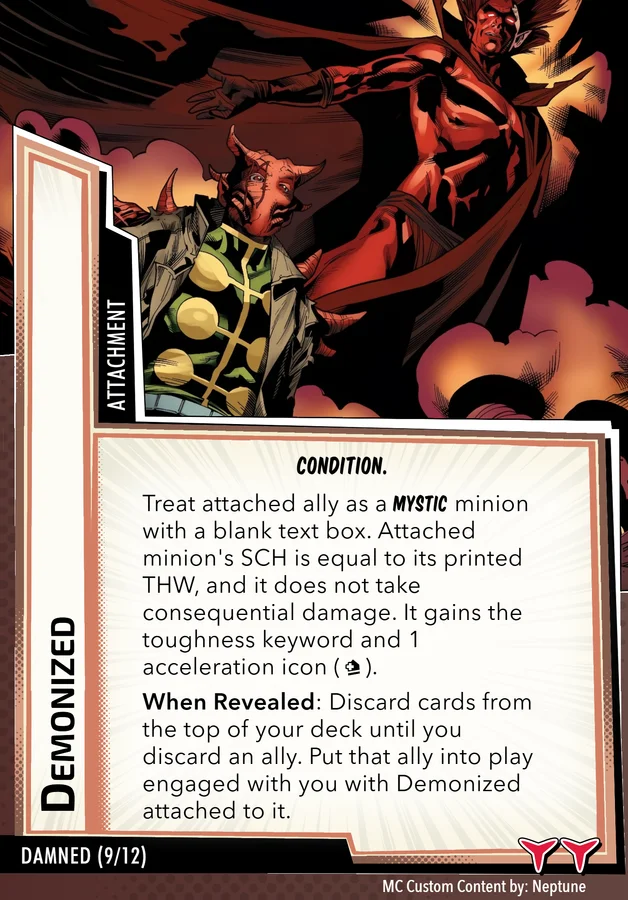 ATTACHMENT
DEMONIZED
CONDITION.
Treat attached ally as a MYSTIC minion
with a blank text box. Attached
minion's SCH is equal to its printed
THW, and it does not take
consequential damage. It gains the
toughness keyword and 1
acceleration icon ( ).
When Revealed: Discard cards from
the top of your deck until you
discard an ally. Put that ally into play
engaged with you with Demonized
attached to it.
DAMNED (9/12)
MC Custom Content by: Neptune